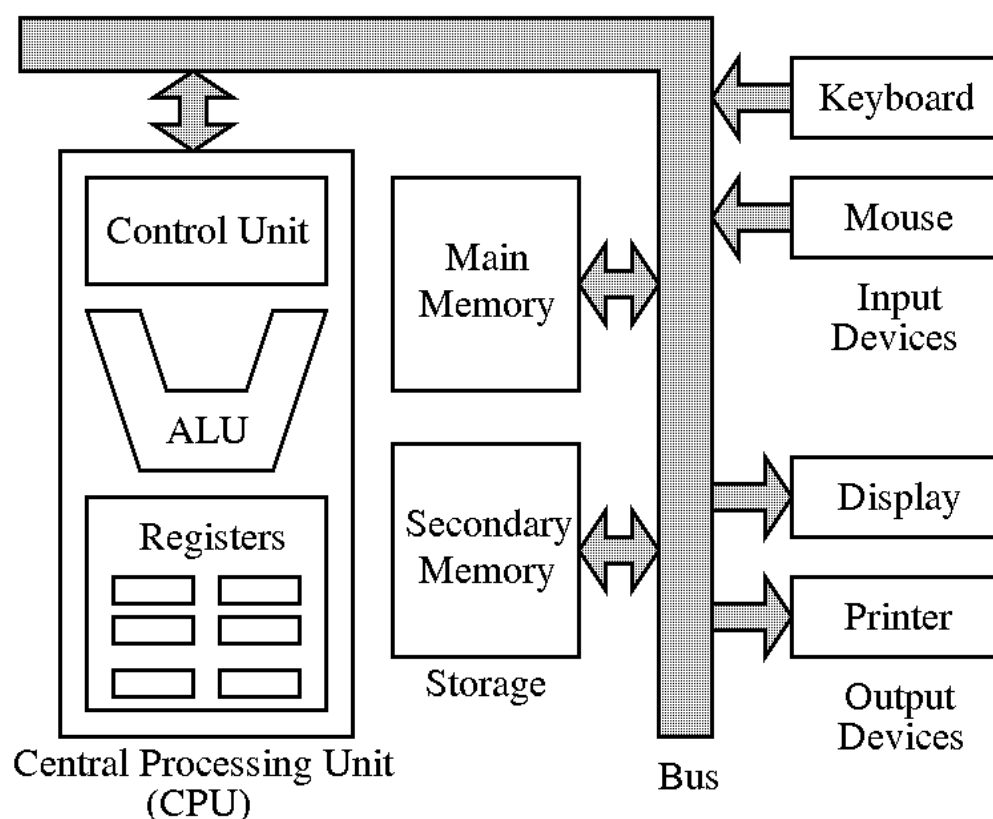 Control Unit
ALU
Registers
Central Processing Unit
(CPU)
Main
Memory
Secondary
Memory
Storage
Bus
Keyboard
Mouse
Input
Devices
Display
Printer
Output
Devices